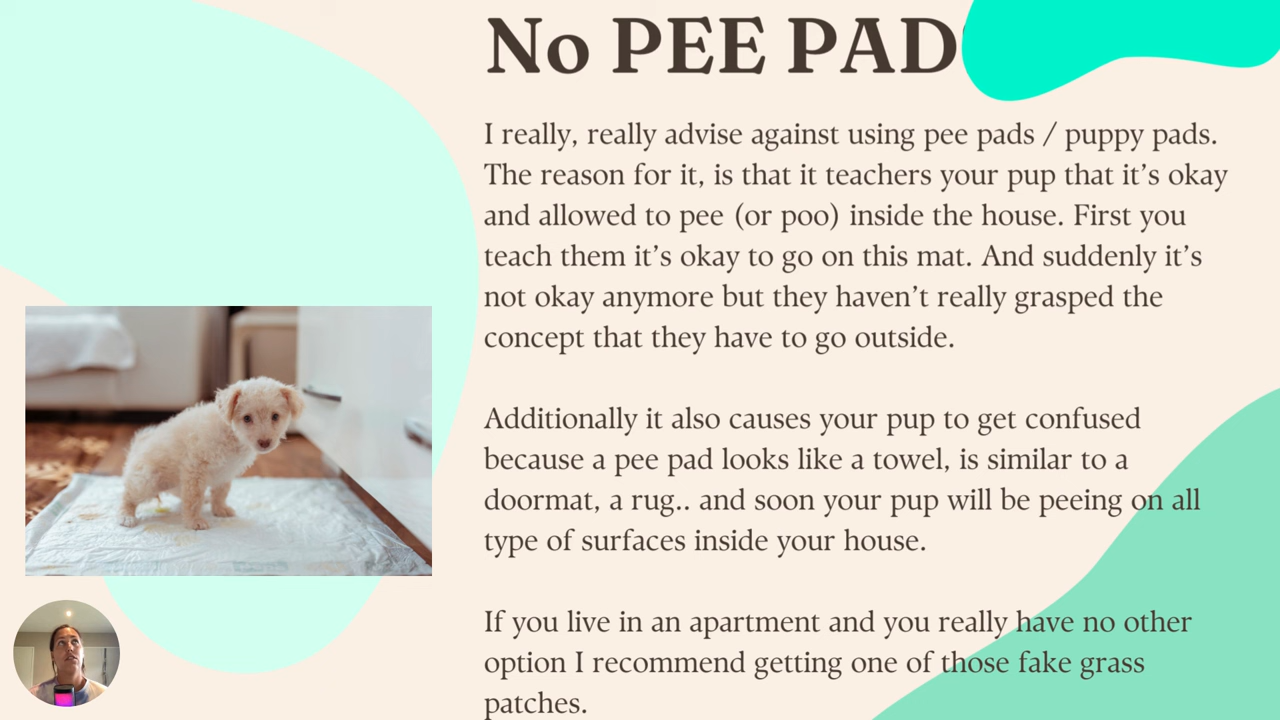 No PEE PAD
I really, really advise against using pee pads / puppy pads.
The reason for it, is that it teachers your pup that it’s okay
and allowed to pee (or poo) inside the house. First you
teach them it’s okay to go on this mat. And suddenly it’s
not okay anymore but they haven’t really grasped the
concept that they have to go outside.
Additionally it also causes your pup to get confused
because a pee pad looks like a towel, is similar to a
doormat, a rug.. and soon your pup will be peeing on all
type of surfaces inside your house.
If you live in an apartment and you really have no other
option I recommend getting one of those fake grass
patches.